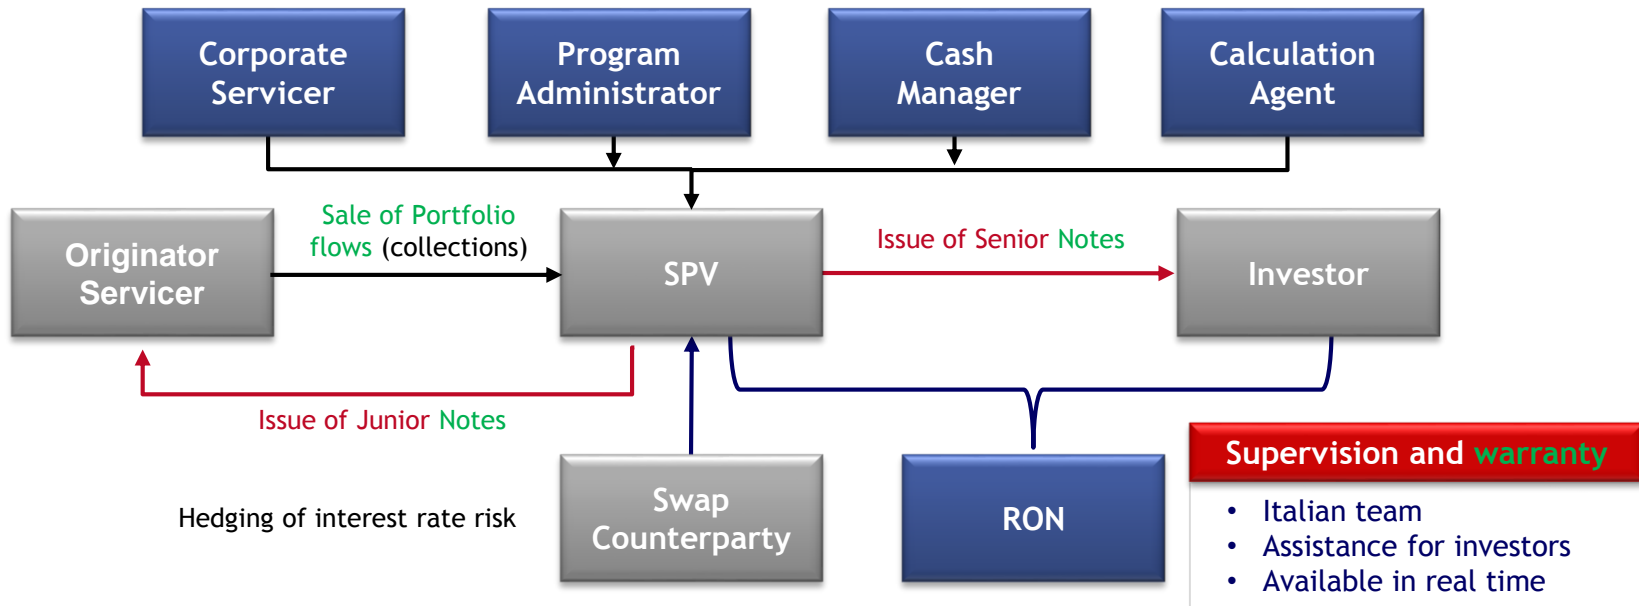 Corporate
Servicer
Program
Administrator
Cash
Manager
Calculation
Agent
Originator
Servicer
Sale of Portfolio
flows (collections)
SPV
Issue of Senior Notes
Investor
Issue of Junior Notes
Hedging of interest rate risk
Swap
Counterparty
RON
Supervision and warranty
• Italian team
• Assistance for investors
• Available in real time